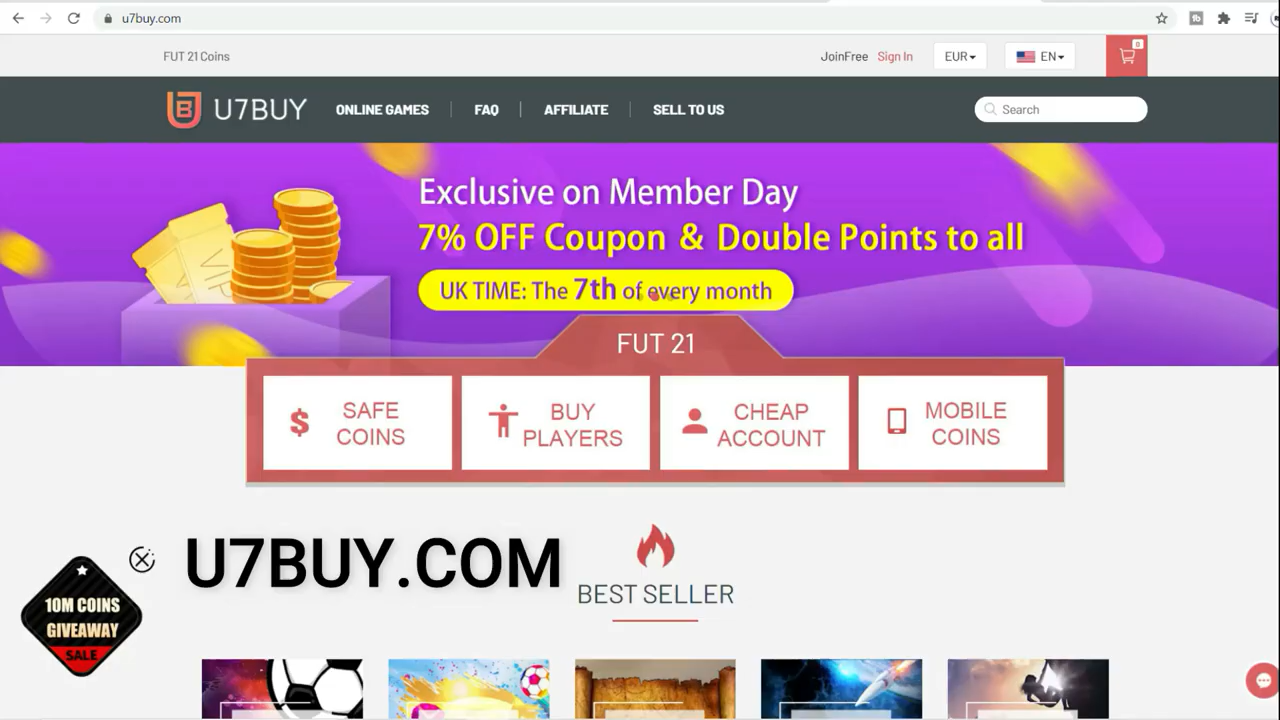 u7buy.com
FUT 21 Coins
JoinFree Sign In EUR EN 0
U7BUY ONLINE GAMES FAQ AFFILIATE SELL TO US Search
Exclusive on Member Day
7% OFF Coupon & Double Points to all
UK TIME: The 7th of every month
FUT 21
SAFE
COINS
BUY
PLAYERS
CHEAP
ACCOUNT
MOBILE
COINS
U7BUY.COM
BEST SELLER
10M COINS
GIVEAWAY
SALE